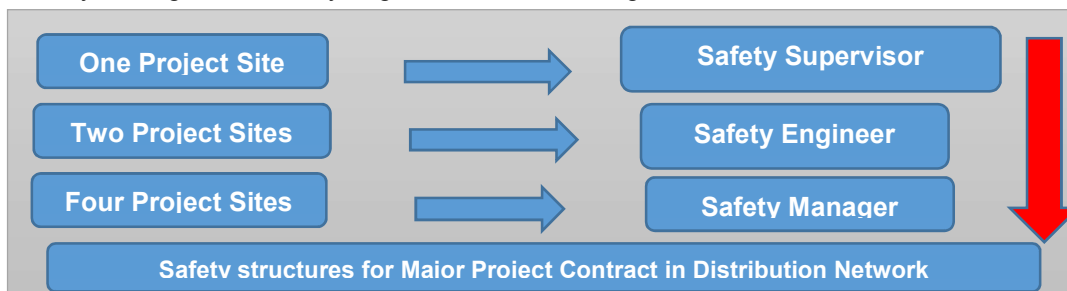 One Project Site
Safety Supervisor
Two Project Sites
Safety Engineer
Four Project Sites
Safety Manager
Safety structures for Major Project Contract in Distribution Network